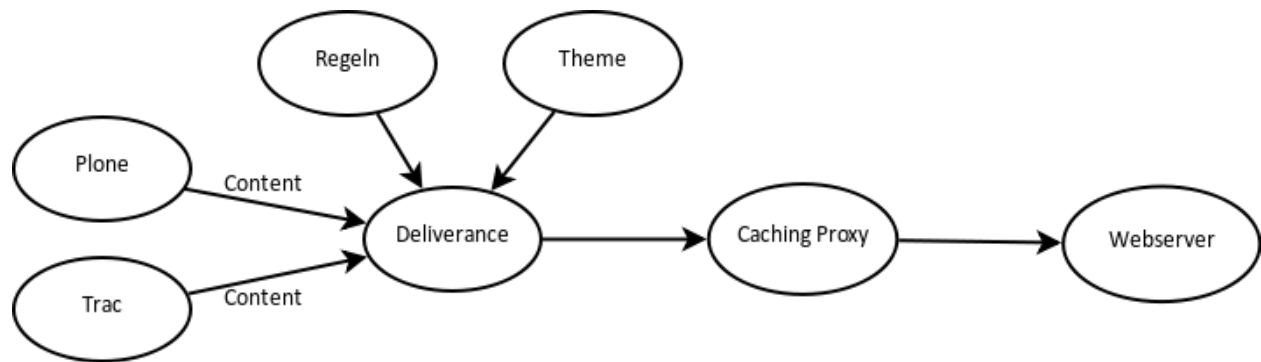 Regeln
Theme
Plone
Content
Deliverance
Caching Proxy
Webserver
Trac
Content